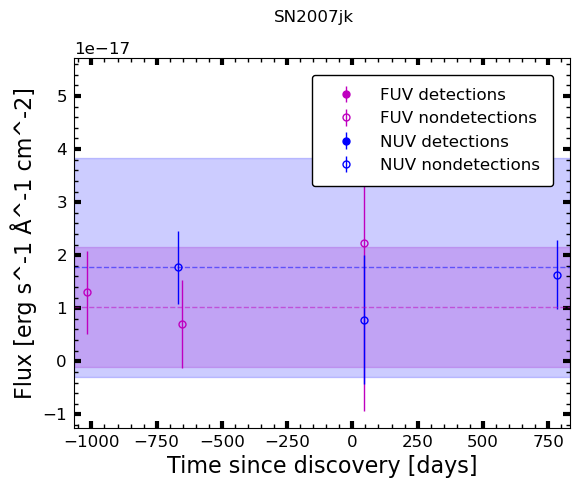 SN2007jk
1e−17
Flux [erg s^-1 Å^-1 cm^-2]
5
4
3
2
1
0
−1
FUV detections
FUV nondetections
NUV detections
NUV nondetections
−1000 −750 −500 −250 0 250 500 750
Time since discovery [days]